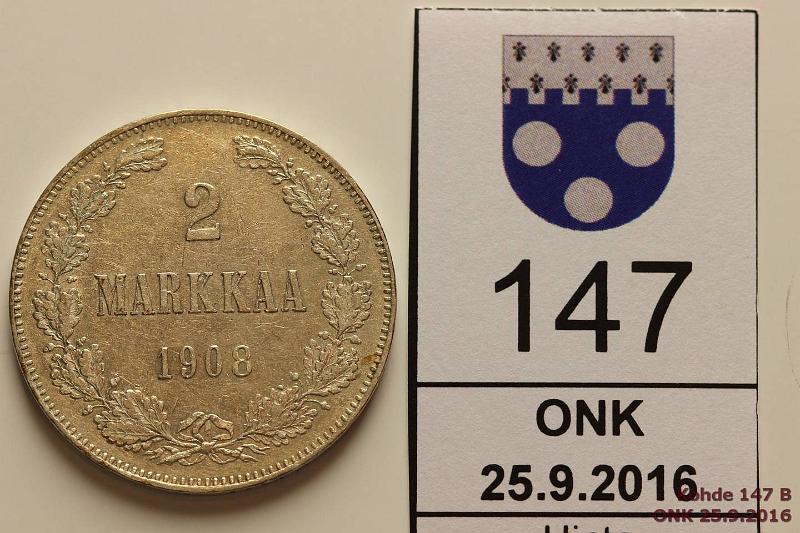 2
MARKKAA
1908
147
ONK
25.9.2016
Kohde 147 B
ONK 25.9.2016